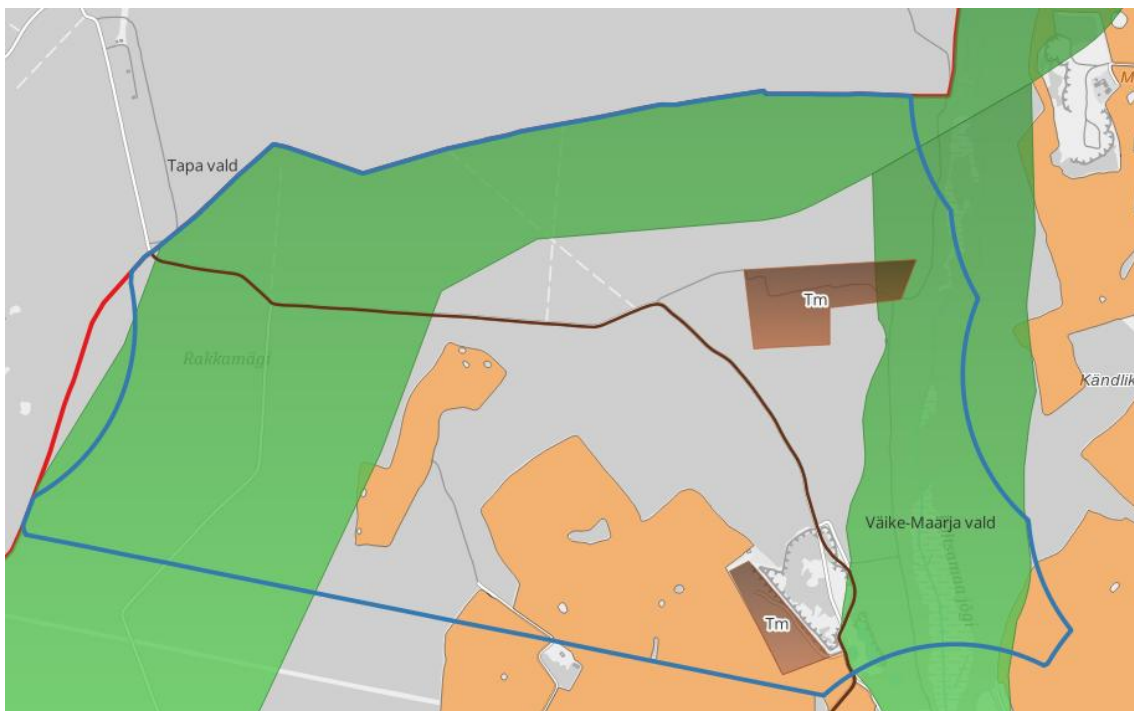 M
Tapa vald
Tm
Rakkamägi
Kändlik
Väike-Maarja vald
Tm